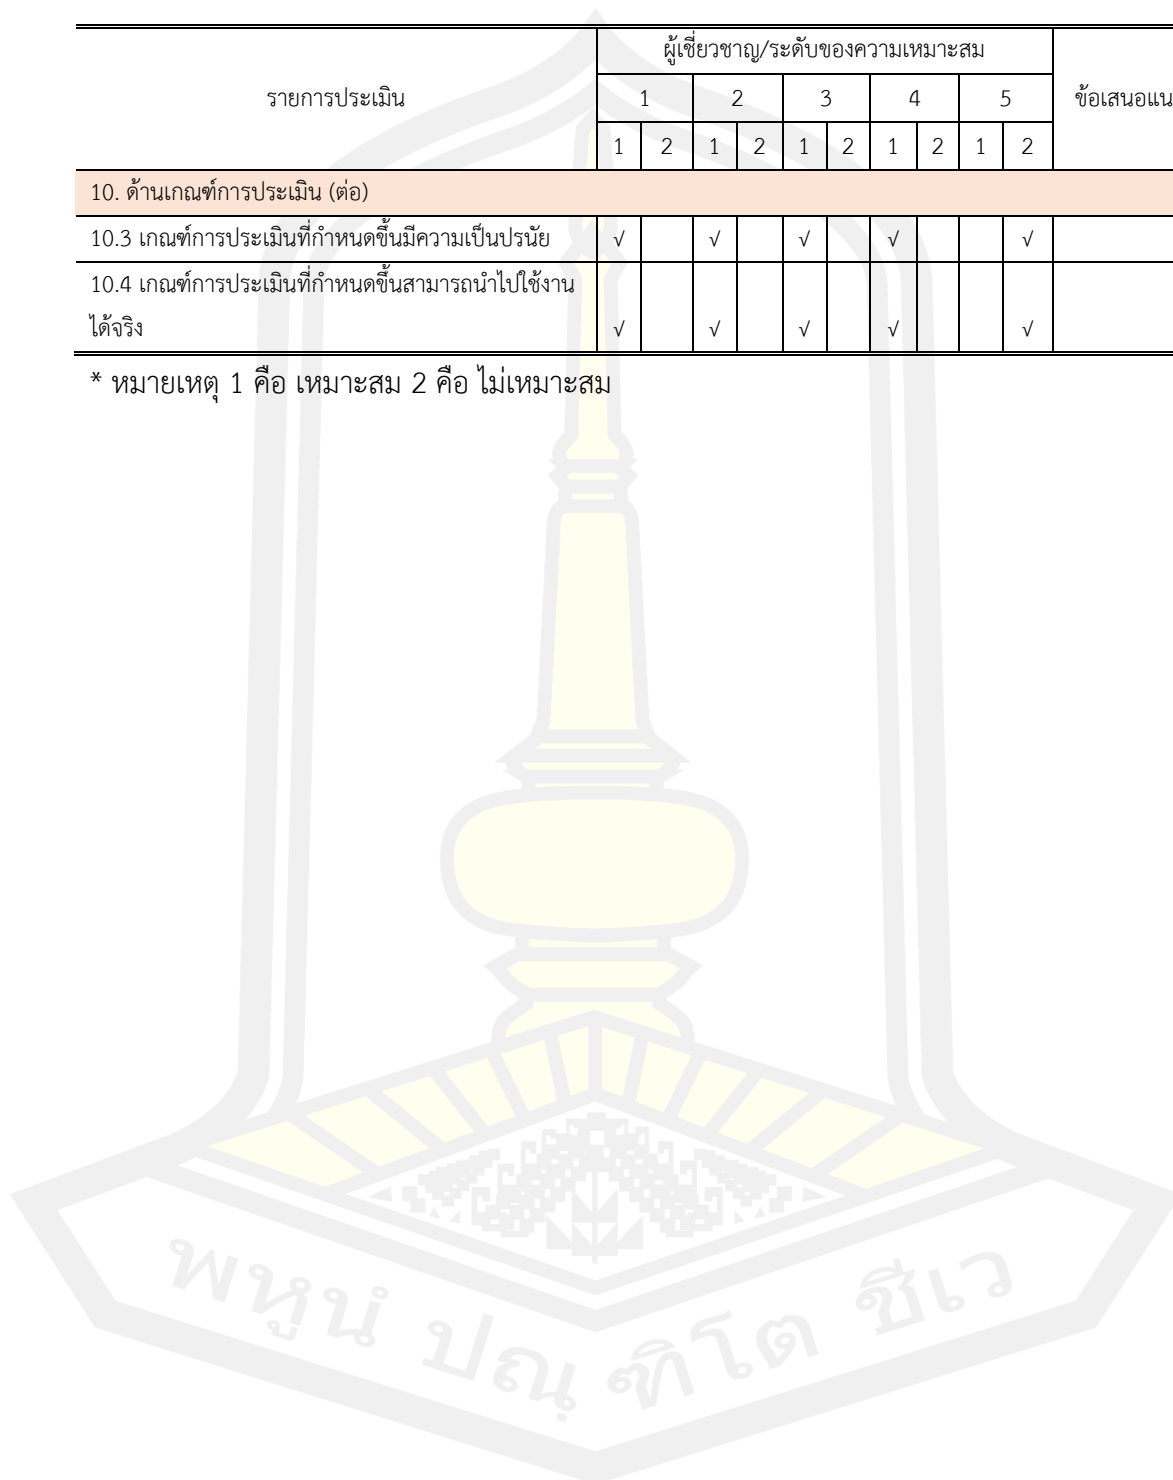 ผู้เชี่ยวชาญ/ระดับของความเหมาะสม
รายการประเมิน 1 2 3 4 5 ข้อเสนอแน
1 2 1 2 1 2 1 2 1 2
10. ด้านเกณฑ์การประเมิน (ต่อ)
10.3 เกณฑ์การประเมินที่กำหนดขึ้นมีความเป็นปรนัย √ √ √ √ √
10.4 เกณฑ์การประเมินที่กำหนดขึ้นสามารถนำไปใช้งาน
ได้จริง √ √ √ √ √
* หมายเหตุ 1 คือ เหมาะสม 2 คือ ไม่เหมาะสม
พหูนํ ปณฺฑิโต ชีเว